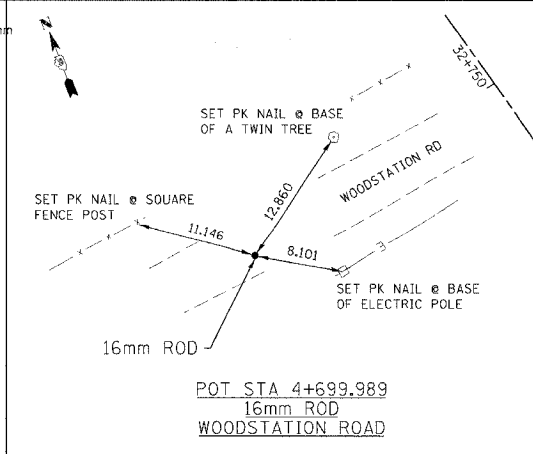 N
32+750
SET PK NAIL @ BASE
OF A TWIN TREE
WOODSTATION RD
SET PK NAIL @ SQUARE
FENCE POST
12.860
11.146
8.101
SET PK NAIL @ BASE
OF ELECTRIC POLE
16mm ROD
POT STA 4+699.989
16mm ROD
WOODSTATION ROAD